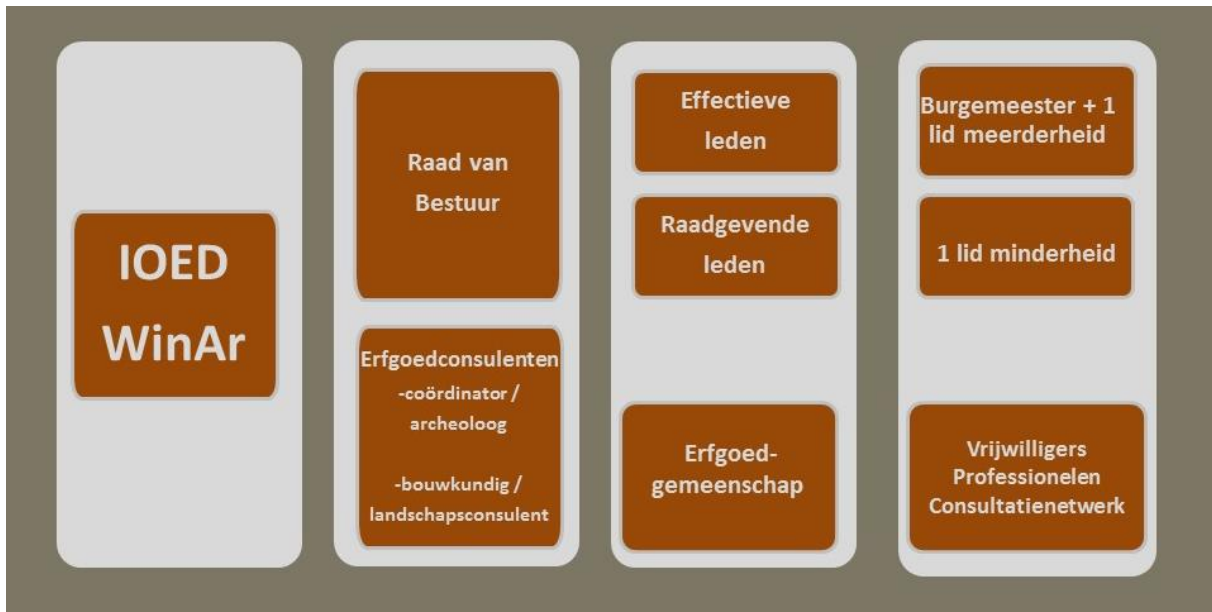 IOED
WinAr
Raad van
Bestuur
Erfgoedconsulenten
-coördinator /
archeoloog
-bouwkundig /
landschapsconsulent
Effectieve
leden
Raadgevende
leden
Erfgoed-
gemeenschap
Burgemeester + 1
lid meerderheid
1 lid minderheid
Vrijwilligers
Professionelen
Consultatienetwerk